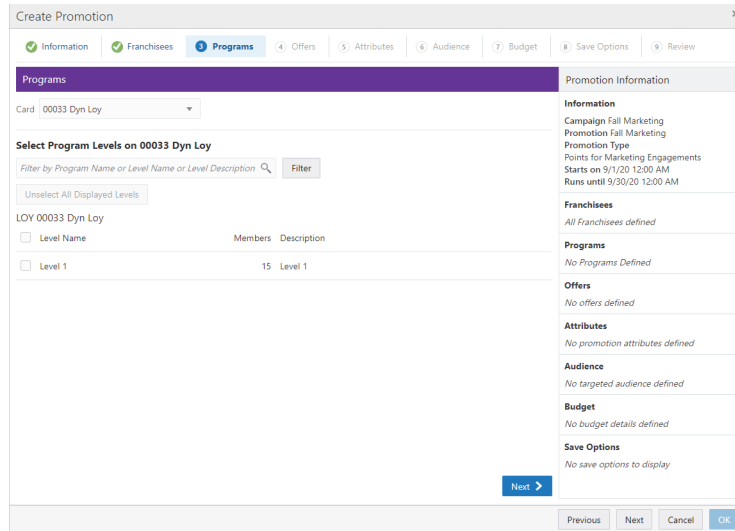 Create Promotion
Information
Franchisees
3 Programs
4 Offers
5 Attributes
6 Audience
7 Budget
8 Save Options
9 Review
Programs
Card 00033 Dyn Loy
Select Program Levels on 00033 Dyn Loy
Filter by Program Name or Level Name or Level Description
Filter
Unselect All Displayed Levels
LOY 00033 Dyn Loy
Level Name Members Description
Level 1 15 Level 1
Next
Promotion Information
Information
Campaign Fall Marketing
Promotion Fall Marketing
Promotion Type
Points for Marketing Engagements
Starts on 9/1/20 12:00 AM
Runs until 9/30/20 12:00 AM
Franchisees
All Franchisees defined
Programs
No Programs Defined
Offers
No offers defined
Attributes
No promotion attributes defined
Audience
No targeted audience defined
Budget
No budget details defined
Save Options
No save options to display
Previous Next Cancel OK